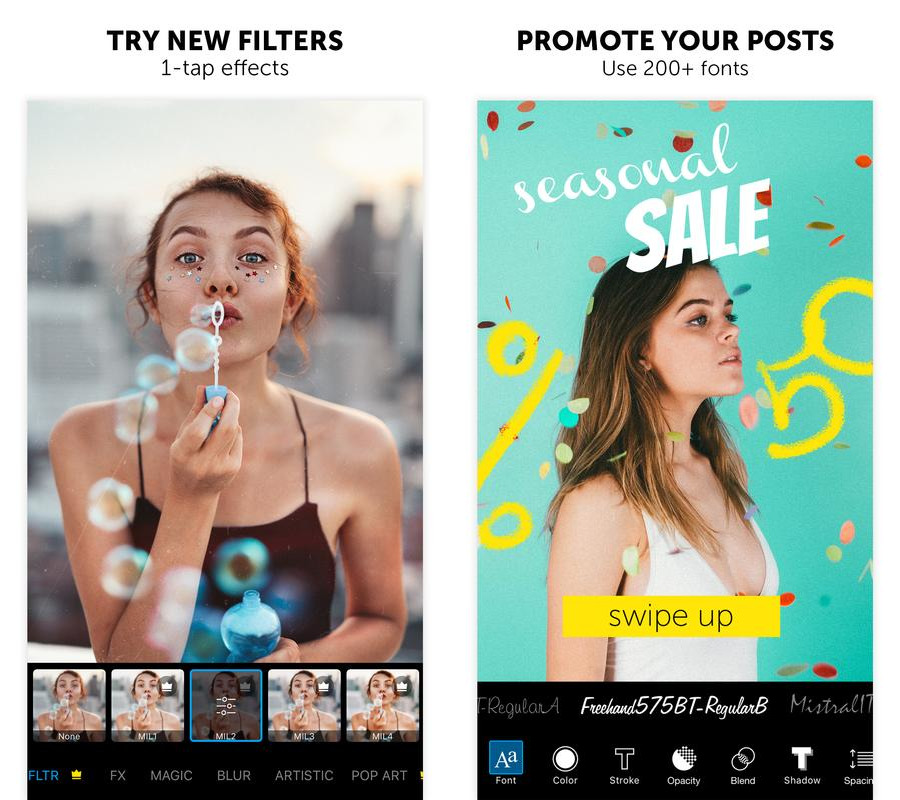 TRY NEW FILTERS
1-tap effects
None
MIL1
MIL2
MIL3
MIL4
FLTR
FX
MAGIC
BLUR
ARTISTIC
POP ART
PROMOTE YOUR POSTS
Use 200+ fonts
seasonal
SALE
%
50
swipe up
T-RegularA
Freehand575BT-RegularB
MistralIT
Aa
Font
Color
T
Stroke
Opacity
Blend
T
Shadow
Spacin